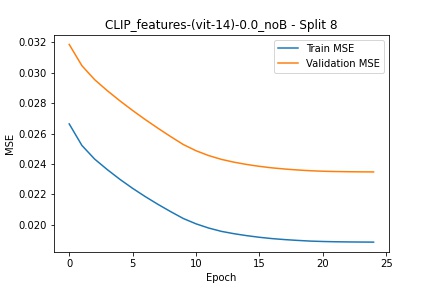 CLIP_features-(vit-14)-0.0_noB - Split 8
Train MSE
Validation MSE
0.032
0.030
0.028
0.026
0.024
0.022
0.020
MSE
0
5
10
15
20
25
Epoch